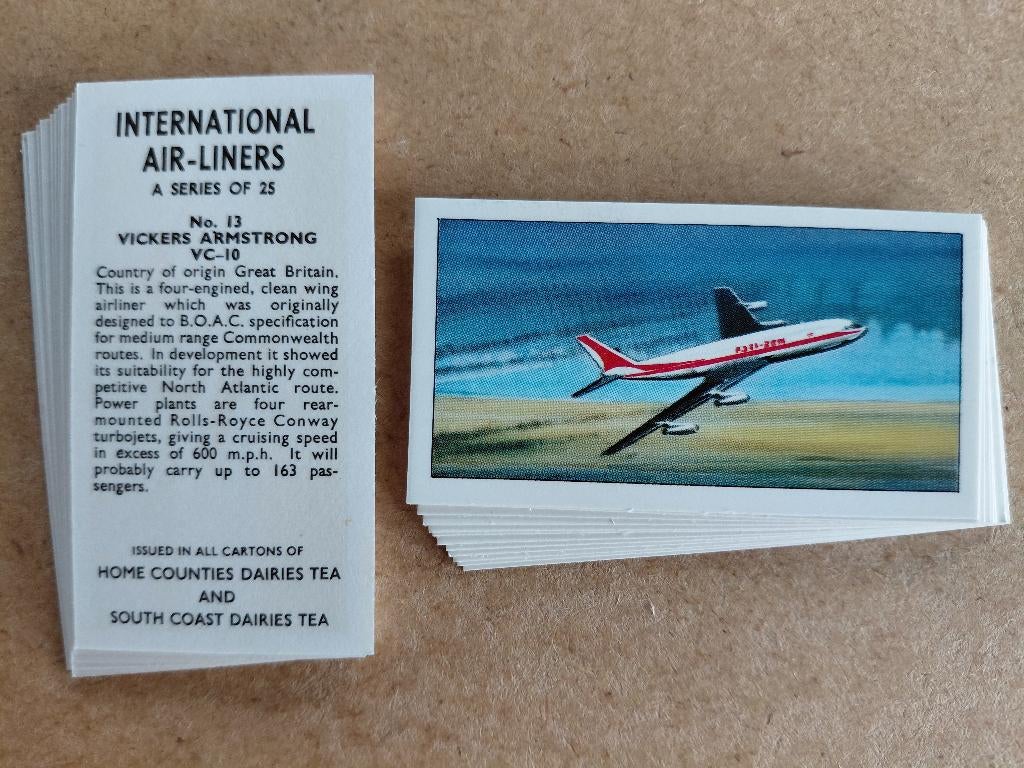 INTERNATIONAL
AIR-LINERS
A SERIES OF 25
No. 13
VICKERS ARMSTRONG
VC-10
Country of origin Great Britain.
This is a four-engined, clean wing
airliner which was originally
designed to B.O.A.C. specification
for medium range Commonwealth
routes. In development it showed
its suitability for the highly com-
petitive North Atlantic route.
Power plants are four rear-
mounted Rolls-Royce Conway
turbojets, giving a cruising speed
in excess of 600 m.p.h. It will
probably carry up to 163 pas-
sengers.
ISSUED IN ALL CARTONS OF
HOME COUNTIES DAIRIES TEA
AND
SOUTH COAST DAIRIES TEA